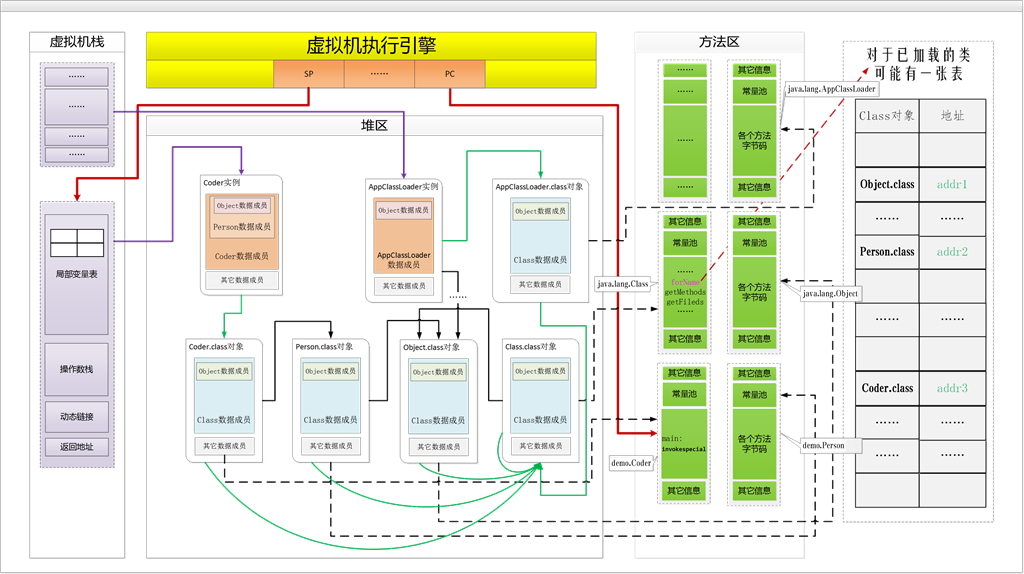 虚拟机栈
……
……
……
……
局部变量表
操作数栈
动态链接
返回地址
虚拟机执行引擎
SP
……
PC
堆区
Coder实例
Object数据成员
Person数据成员
Coder数据成员
其它数据成员
AppClassLoader实例
Object数据成员
AppClassLoader
数据成员
其它数据成员
AppClassLoader.class对象
Object数据成员
Class数据成员
其它数据成员
……
Coder.class对象
Object数据成员
Class数据成员
其它数据成员
Person.class对象
Object数据成员
Class数据成员
其它数据成员
Object.class对象
Object数据成员
Class数据成员
其它数据成员
Class.class对象
Object数据成员
Class数据成员
其它数据成员
方法区
……
……
……
……
其它信息
常量池
各个方法
字节码
其它信息
java.lang.AppClassLoader
其它信息
常量池
……
forName
getMethods
getFileds
……
其它信息
java.lang.Class
其它信息
常量池
各个方法
字节码
其它信息
java.lang.Object
其它信息
常量池
main:
invokespecial
其它信息
demo.Coder
其它信息
常量池
各个方法
字节码
其它信息
demo.Person
对于已加载的类
可能有一张表
Class对象 地址
Object.class addr1
…… ……
Person.class addr2
…… ……
Coder.class addr3
…… ……
…… ……